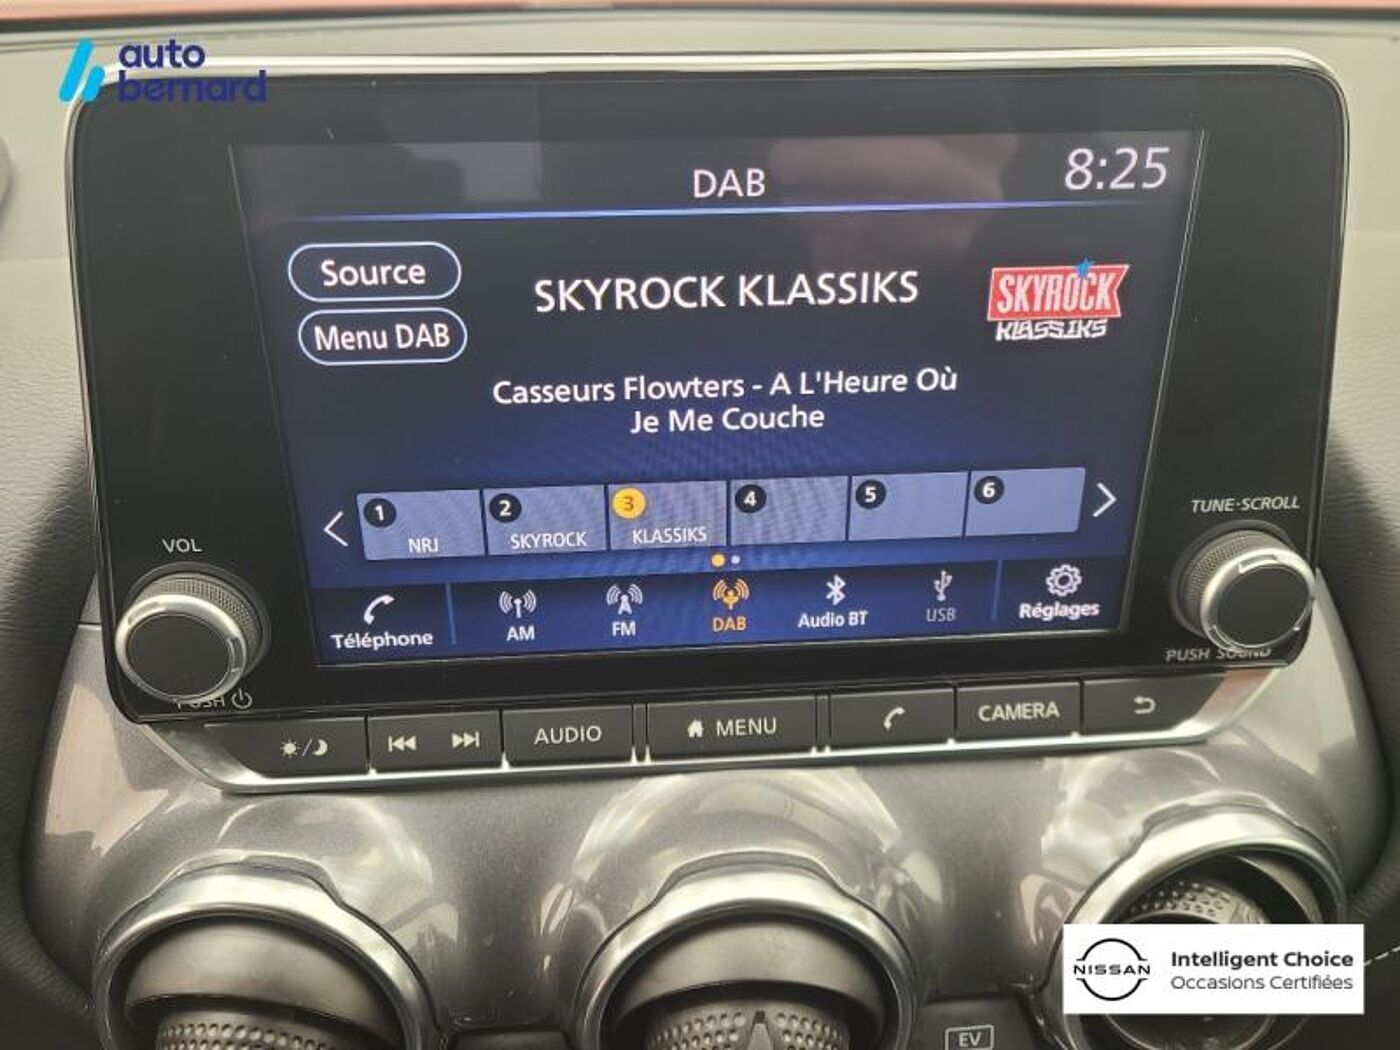 auto
bernard
DAB
8:25
Source
SKYROCK KLASSIKS
SKYROCK
KLASSIKS
Menu DAB
Casseurs Flowters - A L'Heure Où
Je Me Couche
1 NRJ
2 SKYROCK
3 KLASSIKS
4
5
6
VOL
TUNE·SCROLL
Téléphone
AM
FM
DAB
Audio BT
USB
Réglages
PUSH
PUSH SOUND
AUDIO
MENU
CAMERA
NISSAN
Intelligent Choice
Occasions Certifiées
EV